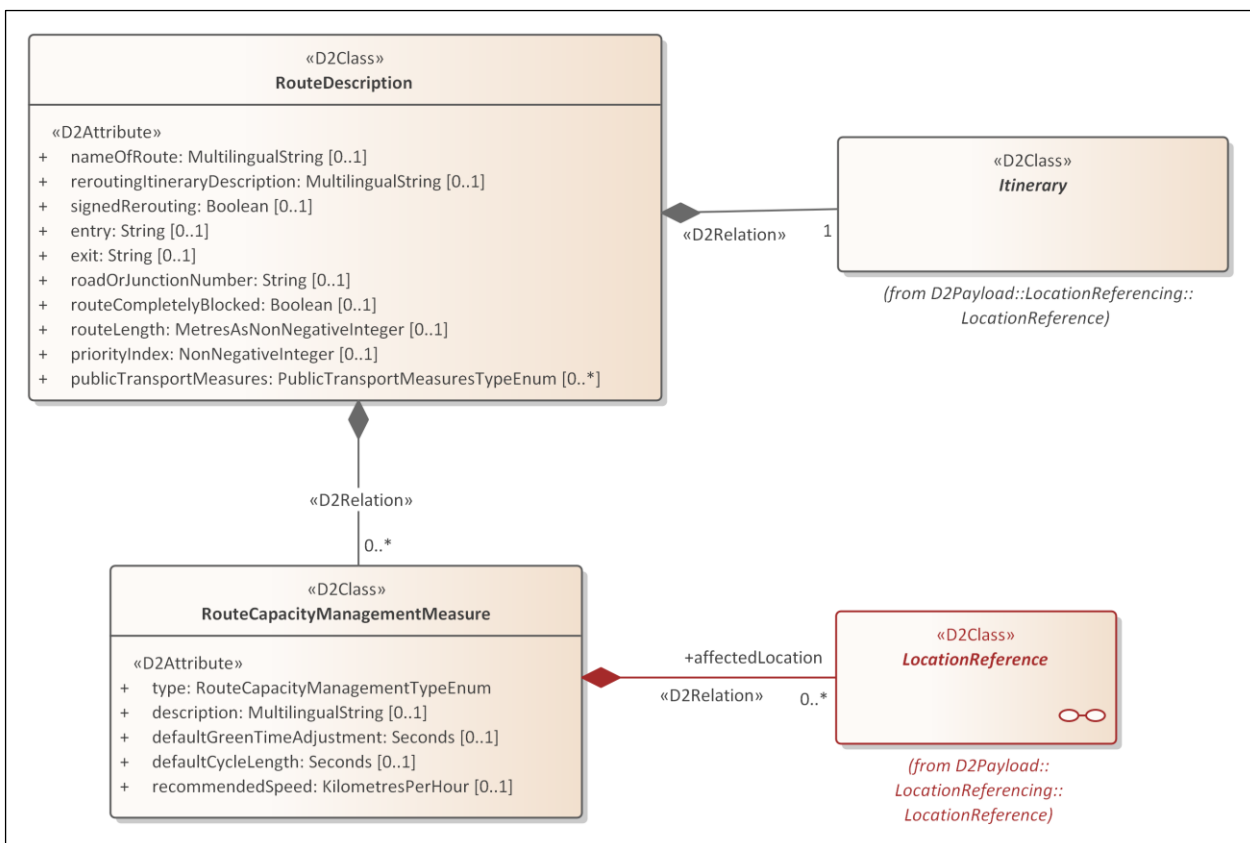 «D2Class»
RouteDescription
«D2Attribute»
+ nameOfRoute: MultilingualString [0..1]
+ reroutingItineraryDescription: MultilingualString [0..1]
+ signedRerouting: Boolean [0..1]
+ entry: String [0..1]
+ exit: String [0..1]
+ roadOrJunctionNumber: String [0..1]
+ routeCompletelyBlocked: Boolean [0..1]
+ routeLength: MetresAsNonNegativeInteger [0..1]
+ priorityIndex: NonNegativeInteger [0..1]
+ publicTransportMeasures: PublicTransportMeasuresTypeEnum [0..*]
«D2Relation»
1
«D2Class»
Itinerary
(from D2Payload::LocationReferencing::
LocationReference)
«D2Relation»
0..*
«D2Class»
RouteCapacityManagementMeasure
«D2Attribute»
+ type: RouteCapacityManagementTypeEnum
+ description: MultilingualString [0..1]
+ defaultGreenTimeAdjustment: Seconds [0..1]
+ defaultCycleLength: Seconds [0..1]
+ recommendedSpeed: KilometresPerHour [0..1]
+affectedLocation
«D2Relation»
0..*
«D2Class»
LocationReference
(from D2Payload::
LocationReferencing::
LocationReference)